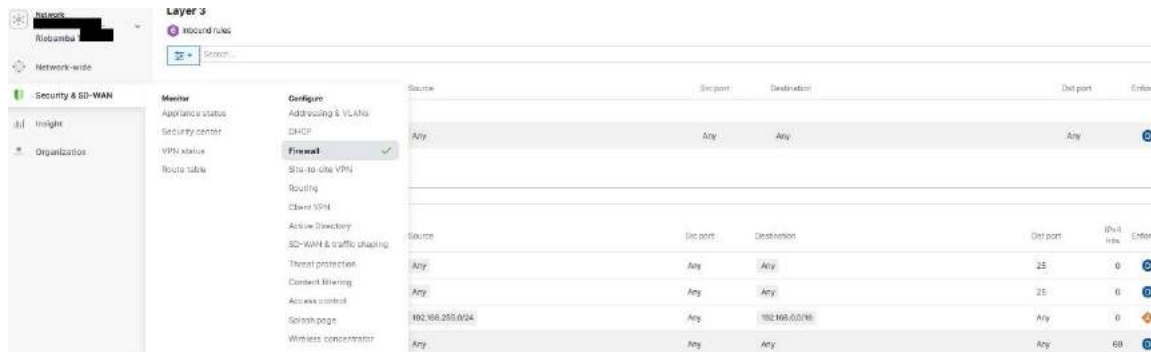 Layer 3
Network
Riobamba
Inbound rules
Search...
Network-wide
Security & SD-WAN
Insight
Organization
Monitor
Appliance status
Security center
VPN status
Route table
Configure
Addressing & VLANs
DHCP
Firewall
Site-to-site VPN
Routing
Client VPN
Active Directory
SD-WAN & traffic shaping
Threat protection
Content filtering
Access control
Splash page
Wireless concentrator
Source Src port Destination Dst port
Any Any Any Any
Source Src port Destination Dst port IPv4 hits
Any Any Any 25 0
Any Any Any 25 0
192.168.255.0/24 Any 192.168.0.0/16 Any 0
Any Any Any Any 68